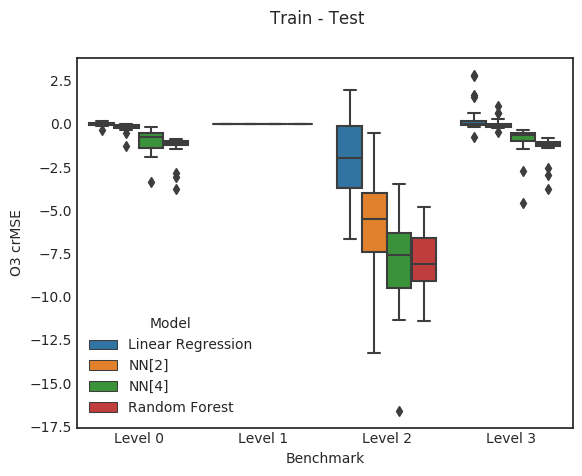 Train - Test
O3 crMSE
2.5
0.0
−2.5
−5.0
−7.5
−10.0
−12.5
−15.0
−17.5
Model
Linear Regression
NN[2]
NN[4]
Random Forest
Level 0
Level 1
Level 2
Level 3
Benchmark